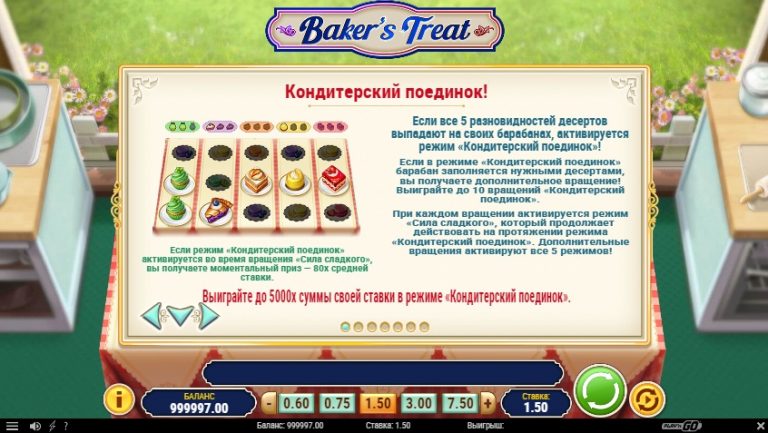 Baker's Treat
Кондитерский поединок!
Если все 5 разновидностей десертов
выпадают на своих барабанах, активируется
режим «Кондитерский поединок»!
Если в режиме «Кондитерский поединок»
барабан заполняется нужными десертами,
вы получаете дополнительное вращение!
Выиграйте до 10 вращений «Кондитерский
поединок».
При каждом вращении активируется режим
«Сила сладкого», который продолжает
действовать на протяжении режима
«Кондитерский поединок». Дополнительные
вращения активируют все 5 режимов!
Если режим «Кондитерский поединок»
активируется во время вращения «Сила сладкого»,
вы получаете моментальный приз — 80x средней
ставки.
Выиграйте до 5000x суммы своей ставки в режиме «Кондитерский поединок».
i
БАЛАНС
999997.00
- 0.60 0.75 1.50 3.00 7.50 +
Ставка:
1.50
? Баланс: 999997.00 Ставка: 1.50 Выигрыш: PLAY'N GO